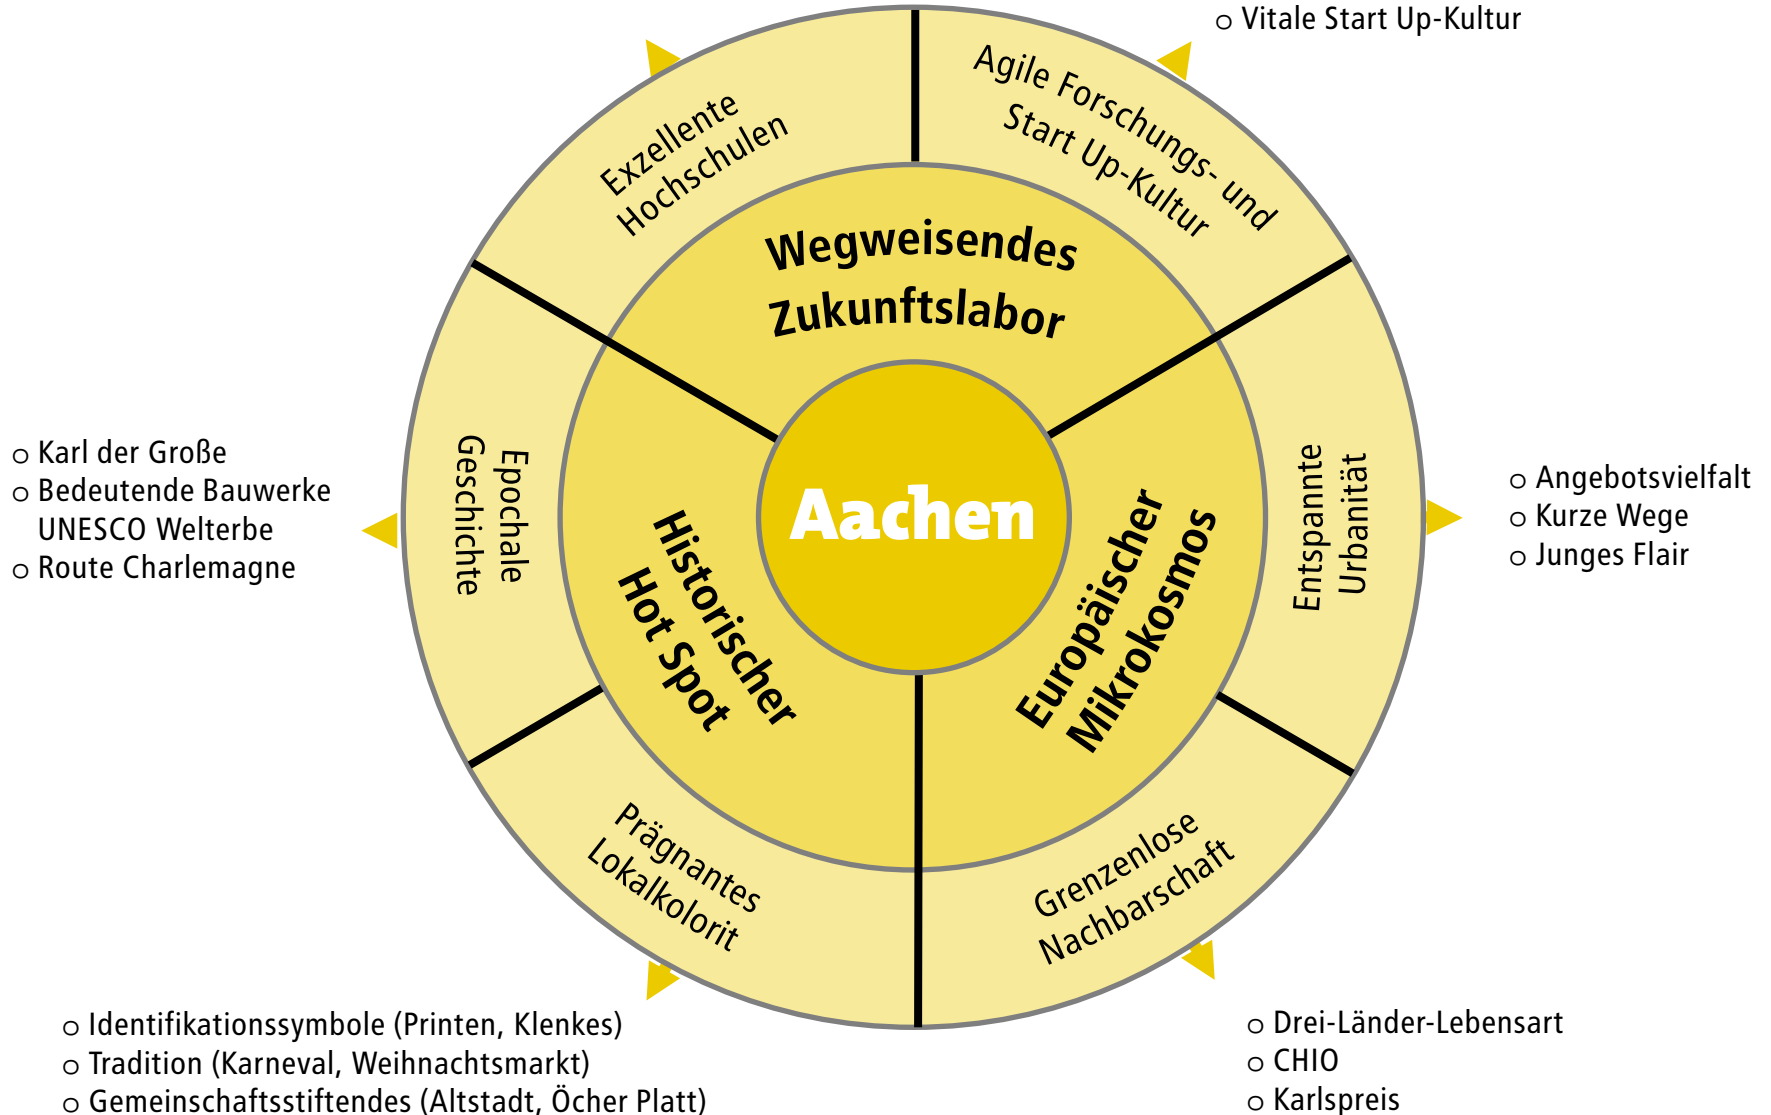 ○ Vitale Start Up-Kultur
Exzellente
Hochschulen
Agile Forschungs- und
Start Up-Kultur
Wegweisendes
Zukunftslabor
○ Karl der Große
○ Bedeutende Bauwerke
UNESCO Welterbe
○ Route Charlemagne
Epochale
Geschichte
Historischer
Hot Spot
Aachen
Europäischer
Mikrokosmos
Entspannte
Urbanität
○ Angebotsvielfalt
○ Kurze Wege
○ Junges Flair
Prägnantes
Lokalkolorit
Grenzenlose
Nachbarschaft
○ Identifikationssymbole (Printen, Klenkes)
○ Tradition (Karneval, Weihnachtsmarkt)
○ Gemeinschaftsstiftendes (Altstadt, Öcher Platt)
○ Drei-Länder-Lebensart
○ CHIO
○ Karlspreis